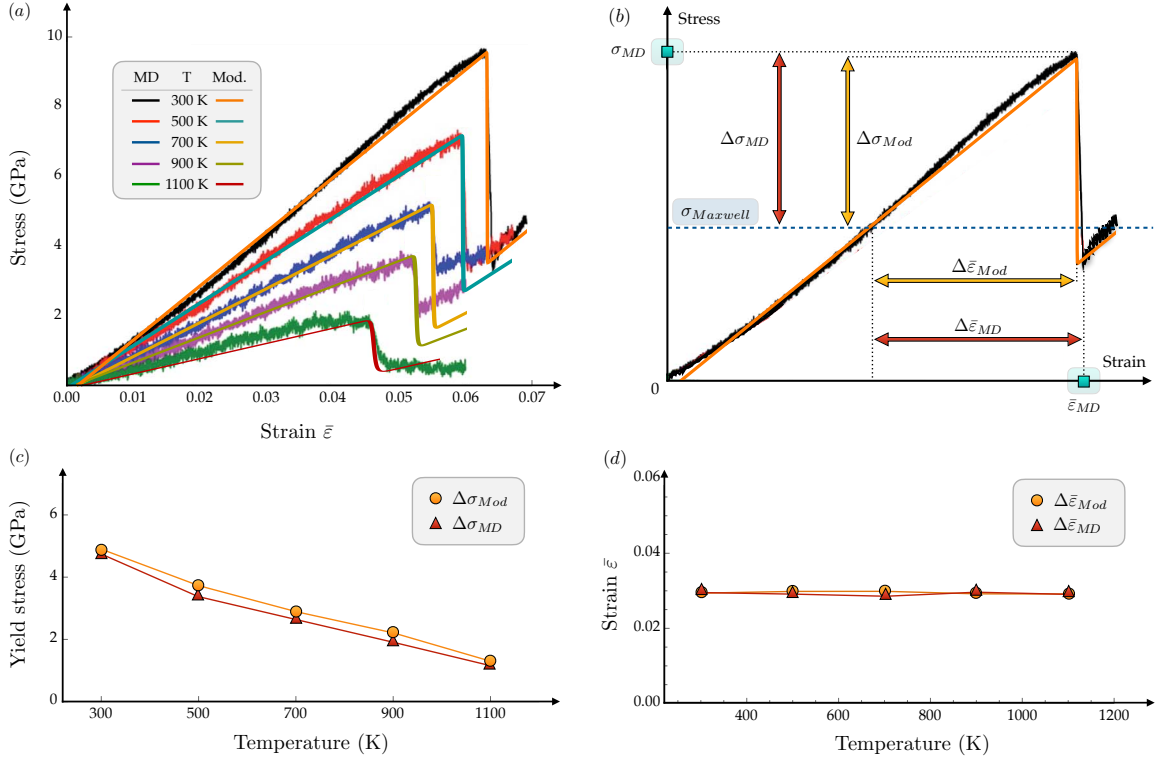 (a)
Stress (GPa)
10
8
6
4
2
0
0.00 0.01 0.02 0.03 0.04 0.05 0.06 0.07
Strain ε̄
MD T Mod.
300 K
500 K
700 K
900 K
1100 K
(b)
Stress
σ_MD
Δσ_MD
Δσ_Mod
σ_Maxwell
Δε̄_Mod
Δε̄_MD
Strain
0
ε̄_MD
(c)
Yield stress (GPa)
6
4
2
0
300 500 700 900 1100
Temperature (K)
Δσ_Mod
Δσ_MD
(d)
Strain ε̄
0.06
0.04
0.02
0.00
400 600 800 1000 1200
Temperature (K)
Δε̄_Mod
Δε̄_MD